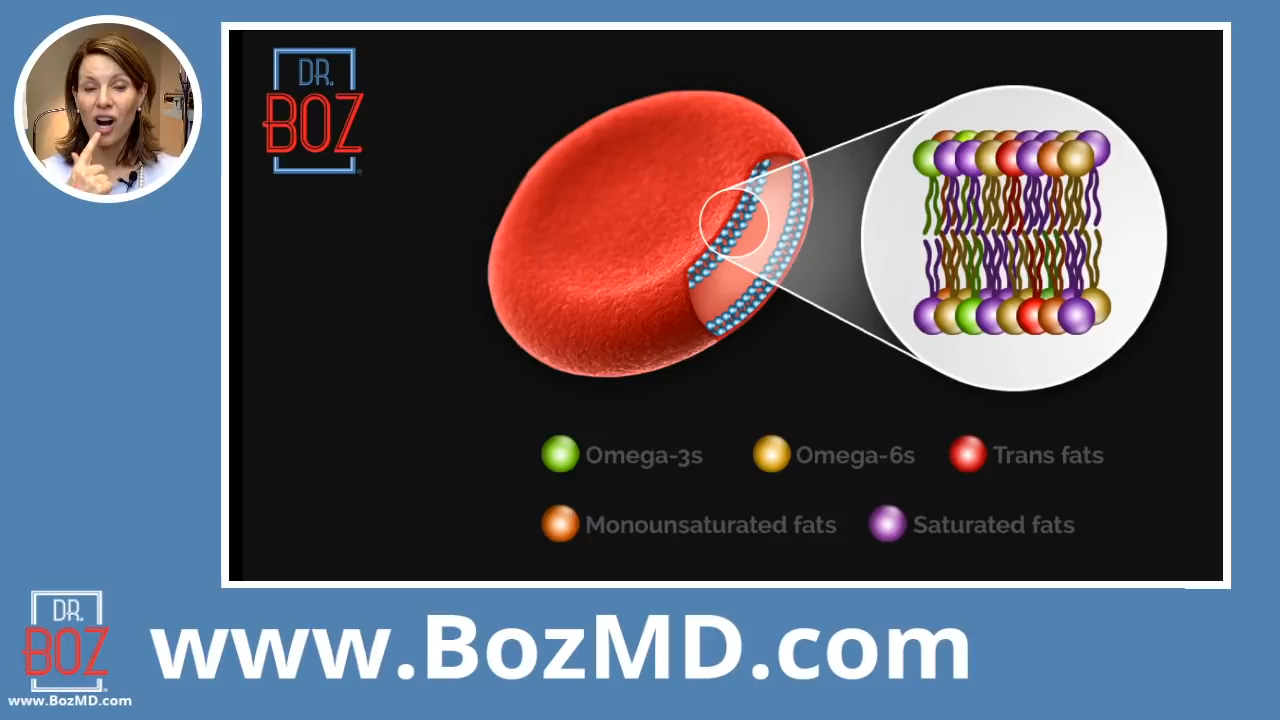 DR.
BOZ
Omega-3s
Omega-6s
Trans fats
Monounsaturated fats
Saturated fats
DR.
BOZ
www.BozMD.com
www.BozMD.com